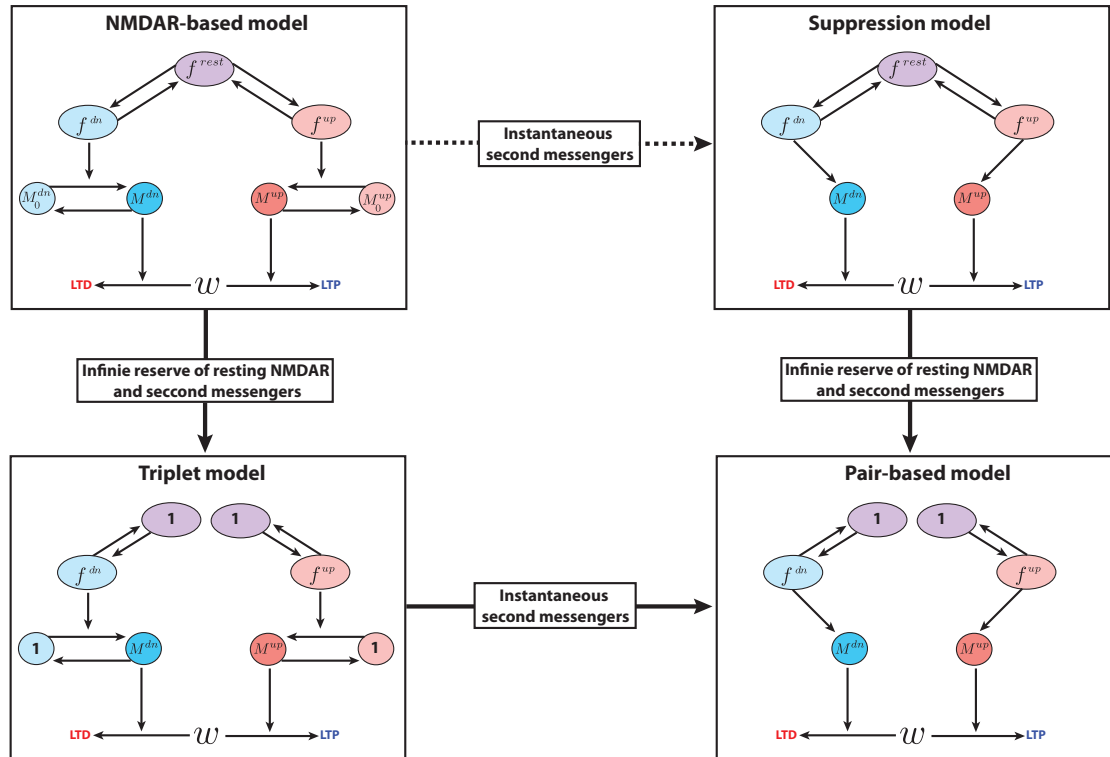 NMDAR-based model
Suppression model
f^{rest}
f^{rest}
f^{dn}
f^{up}
Instantaneous
second messengers
f^{dn}
f^{up}
M_0^{dn}
M^{dn}
M^{up}
M_0^{up}
M^{dn}
M^{up}
LTD
w
LTP
LTD
w
LTP
Infinie reserve of resting NMDAR
and seccond messengers
Infinie reserve of resting NMDAR
and seccond messengers
Triplet model
Pair-based model
1
1
1
1
f^{dn}
f^{up}
f^{dn}
f^{up}
Instantaneous
second messengers
1
M^{dn}
M^{up}
1
M^{dn}
M^{up}
LTD
w
LTP
LTD
w
LTP